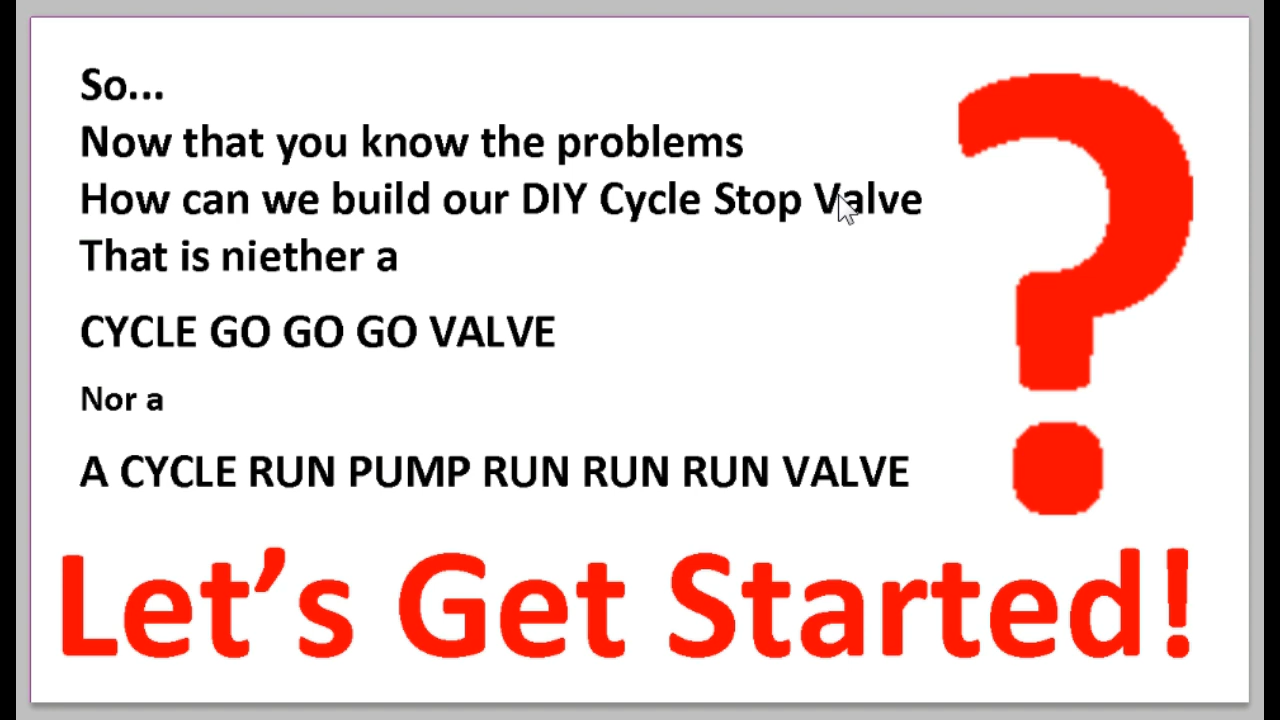 So...
Now that you know the problems
How can we build our DIY Cycle Stop Valve
That is niether a
CYCLE GO GO GO VALVE
Nor a
A CYCLE RUN PUMP RUN RUN RUN VALVE
?
Let's Get Started!